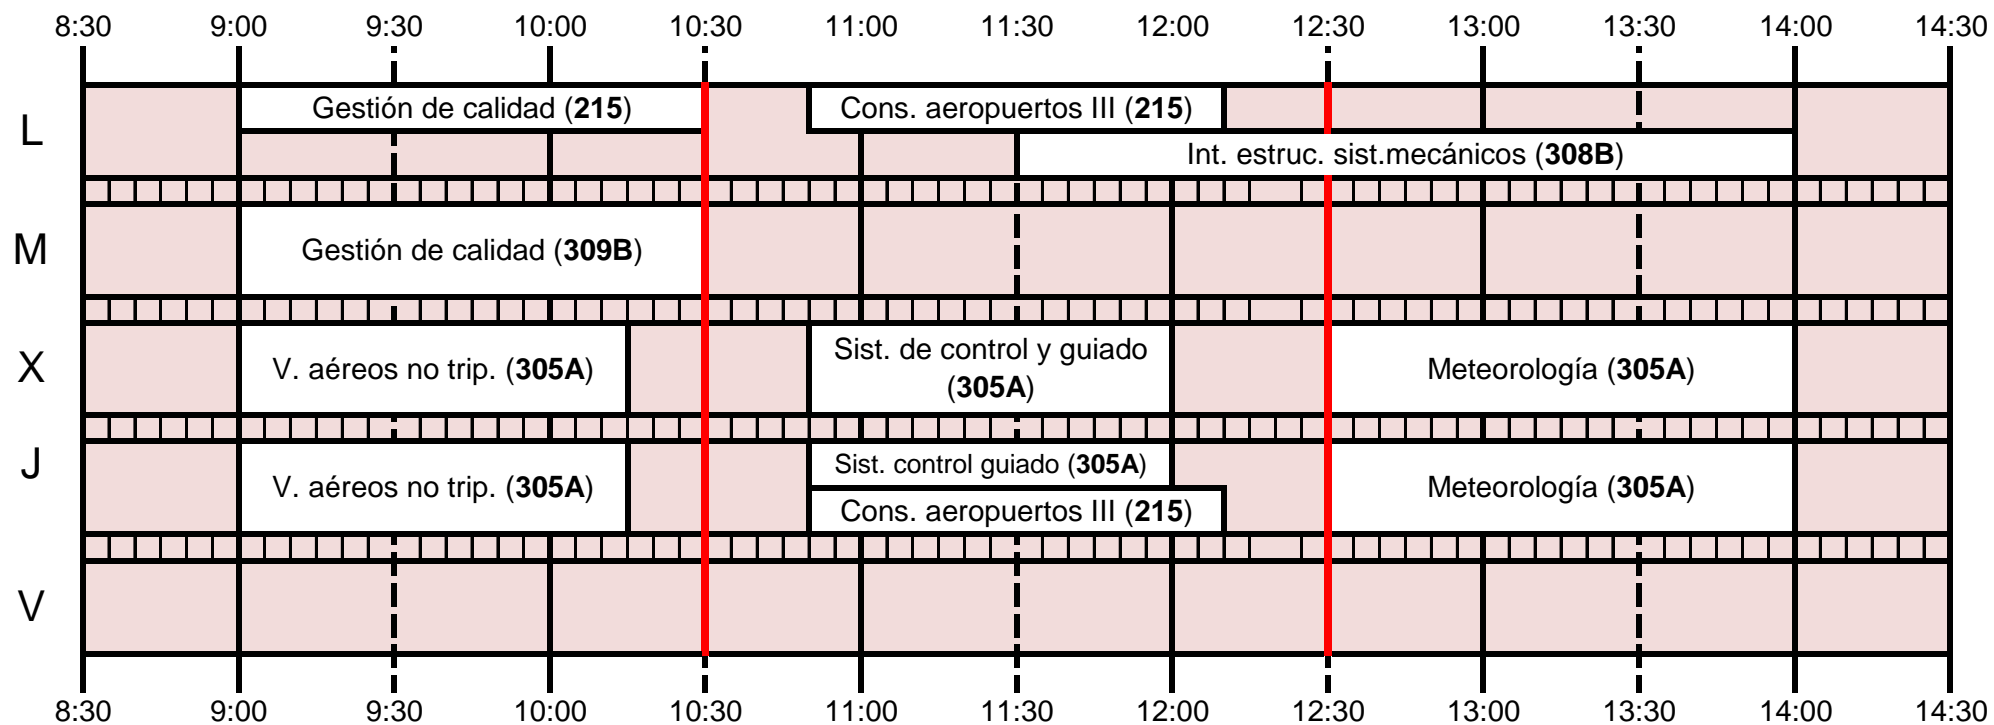 8:30 9:00 9:30 10:00 10:30 11:00 11:30 12:00 12:30 13:00 13:30 14:00 14:30
L
Gestión de calidad (215)
Cons. aeropuertos III (215)
Int. estruc. sist.mecánicos (308B)
M
Gestión de calidad (309B)
X
V. aéreos no trip. (305A)
Sist. de control y guiado
(305A)
Meteorología (305A)
J
V. aéreos no trip. (305A)
Sist. control guiado (305A)
Cons. aeropuertos III (215)
Meteorología (305A)
V
8:30 9:00 9:30 10:00 10:30 11:00 11:30 12:00 12:30 13:00 13:30 14:00 14:30